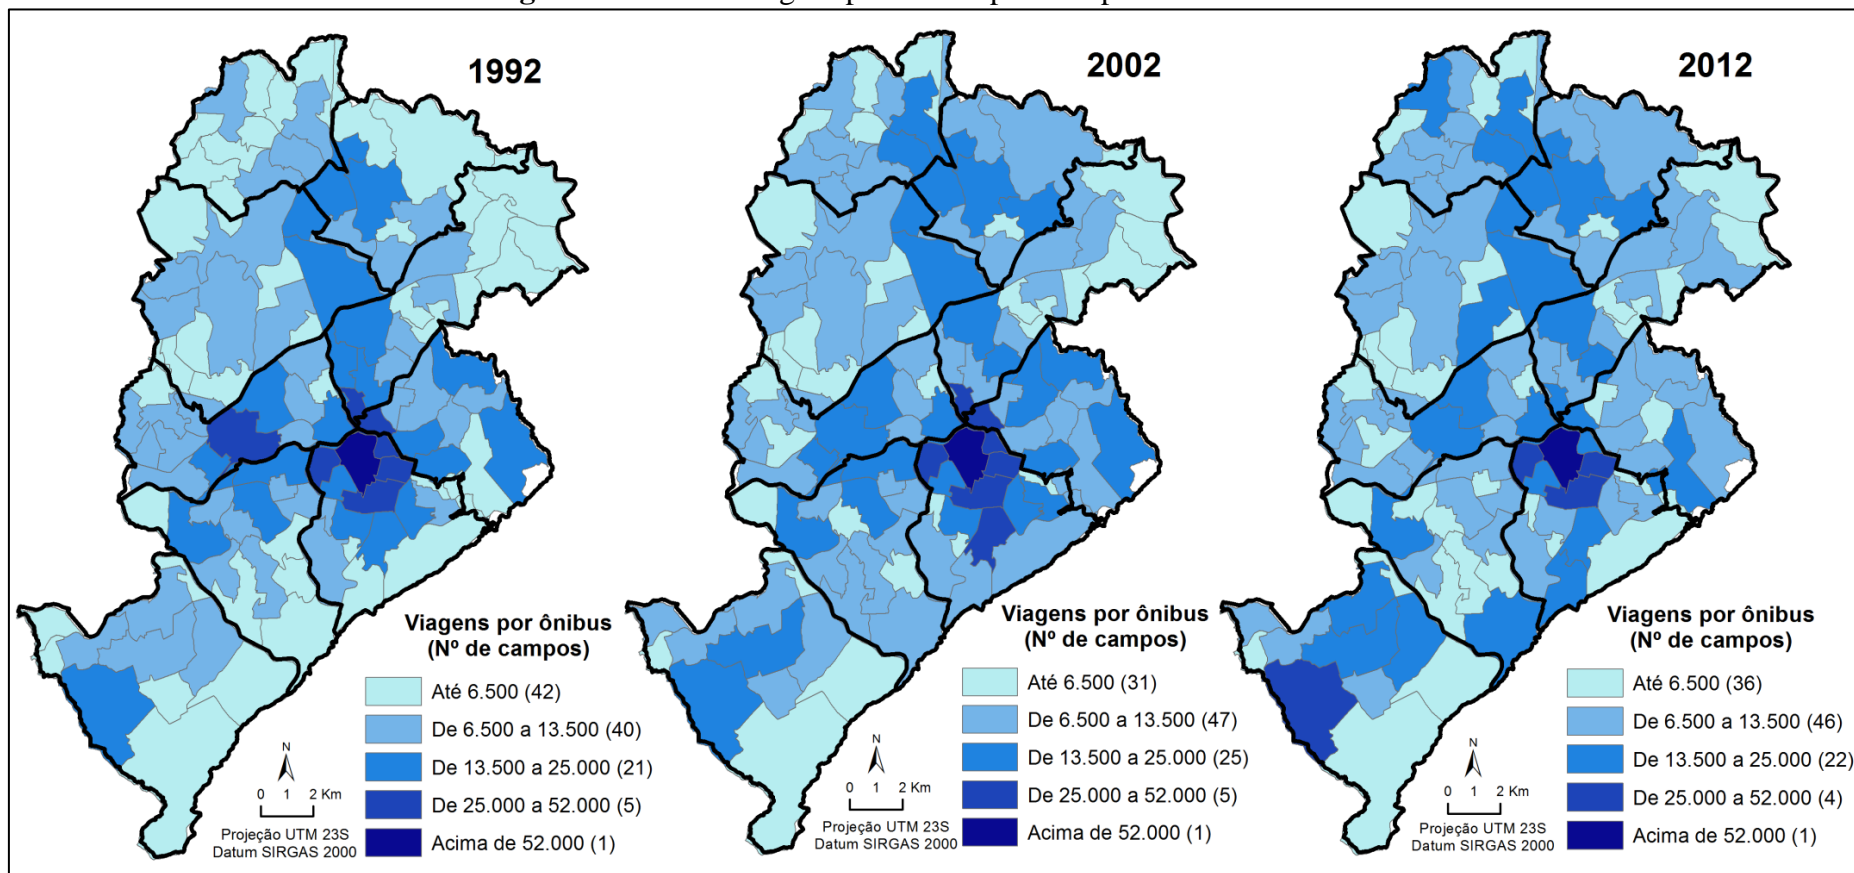 1992
Viagens por ônibus
(Nº de campos)
Até 6.500 (42)
De 6.500 a 13.500 (40)
De 13.500 a 25.000 (21)
De 25.000 a 52.000 (5)
Acima de 52.000 (1)
N
0 1 2 Km
Projeção UTM 23S
Datum SIRGAS 2000
2002
Viagens por ônibus
(Nº de campos)
Até 6.500 (31)
De 6.500 a 13.500 (47)
De 13.500 a 25.000 (25)
De 25.000 a 52.000 (5)
Acima de 52.000 (1)
N
0 1 2 Km
Projeção UTM 23S
Datum SIRGAS 2000
2012
Viagens por ônibus
(Nº de campos)
Até 6.500 (36)
De 6.500 a 13.500 (46)
De 13.500 a 25.000 (22)
De 25.000 a 52.000 (4)
Acima de 52.000 (1)
N
0 1 2 Km
Projeção UTM 23S
Datum SIRGAS 2000